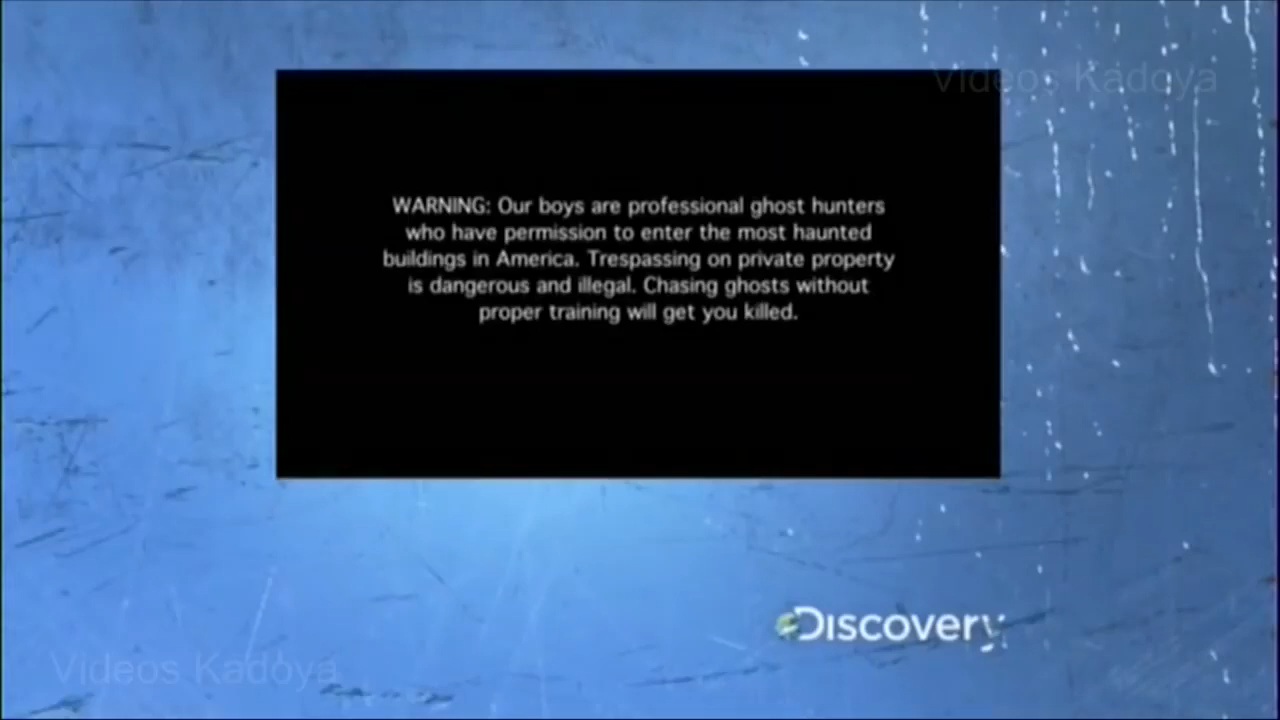 Videos Kadoya
WARNING: Our boys are professional ghost hunters
who have permission to enter the most haunted
buildings in America. Trespassing on private property
is dangerous and illegal. Chasing ghosts without
proper training will get you killed.
Discovery
Videos Kadoya